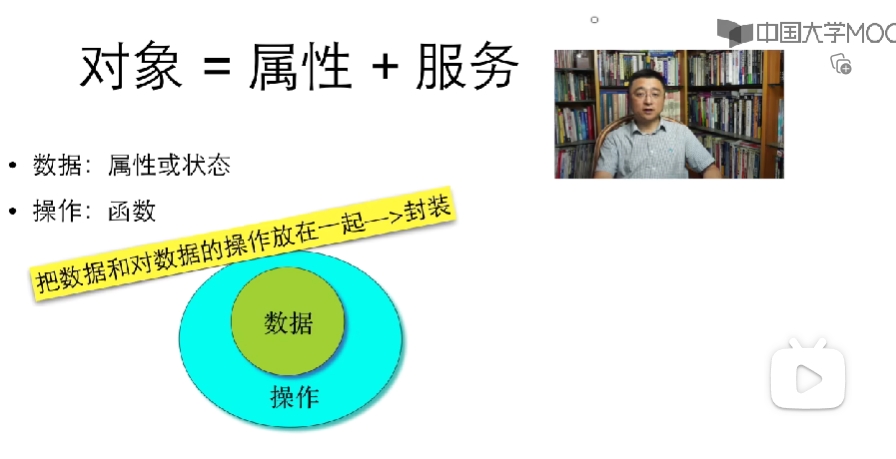 中国大学MOC
对象 = 属性 + 服务
• 数据：属性或状态
• 操作：函数
把数据和对数据的操作放在一起--->封装
数据
操作